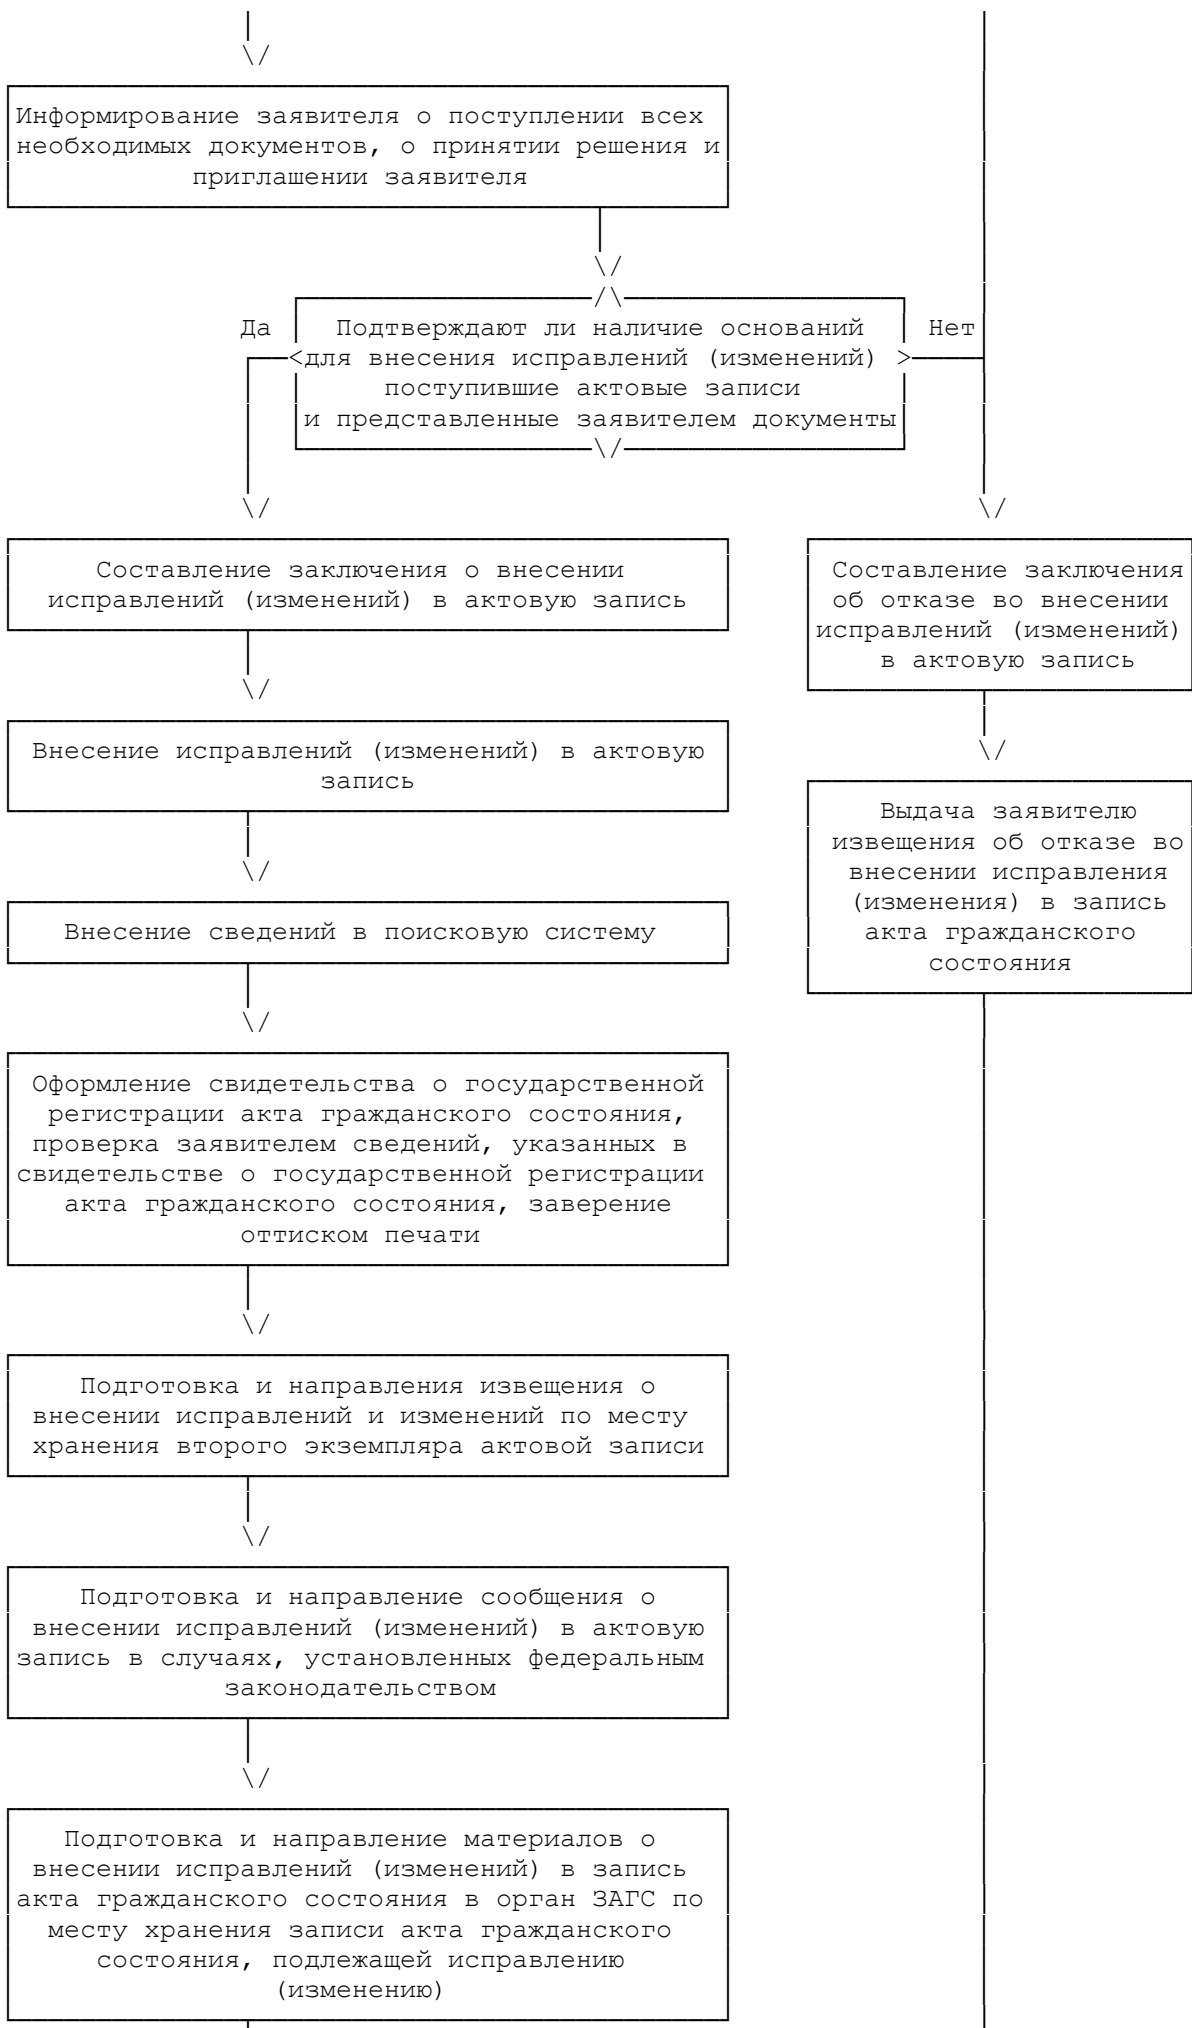 Информирование заявителя о поступлении всех
необходимых документов, о принятии решения и
приглашении заявителя
Да
Подтверждают ли наличие оснований
Нет
для внесения исправлений (изменений)
поступившие актовые записи
и представленные заявителем документы
Составление заключения о внесении
исправлений (изменений) в актовую запись
Составление заключения
об отказе во внесении
исправлений (изменений)
в актовую запись
Внесение исправлений (изменений) в актовую
запись
Выдача заявителю
извещения об отказе во
внесении исправления
(изменения) в запись
акта гражданского
состояния
Внесение сведений в поисковую систему
Оформление свидетельства о государственной
регистрации акта гражданского состояния,
проверка заявителем сведений, указанных в
свидетельстве о государственной регистрации
акта гражданского состояния, заверение
оттиском печати
Подготовка и направления извещения о
внесении исправлений и изменений по месту
хранения второго экземпляра актовой записи
Подготовка и направление сообщения о
внесении исправлений (изменений) в актовую
запись в случаях, установленных федеральным
законодательством
Подготовка и направление материалов о
внесении исправлений (изменений) в запись
акта гражданского состояния в орган ЗАГС по
месту хранения записи акта гражданского
состояния, подлежащей исправлению
(изменению)